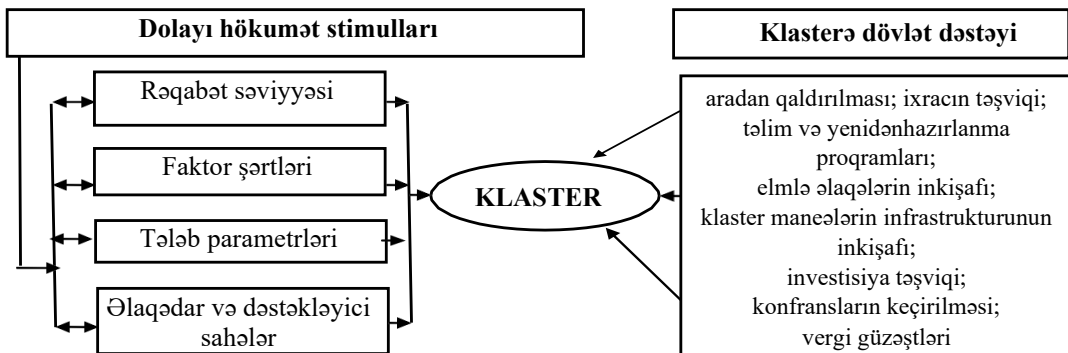 Dolayı hökumət stimulları
Rəqabət səviyyəsi
Faktor şərtləri
Tələb parametrləri
Əlaqədar və dəstəkləyici
sahələr
KLASTER
Klasterə dövlət dəstəyi
aradan qaldırılması; ixracın təşviqi;
təlim və yenidənhazırlanma
proqramları;
elmlə əlaqələrin inkişafı;
klaster maneələrin infrastrukturunun
inkişafı;
investisiya təşviqi;
konfransların keçirilməsi;
vergi güzəştləri